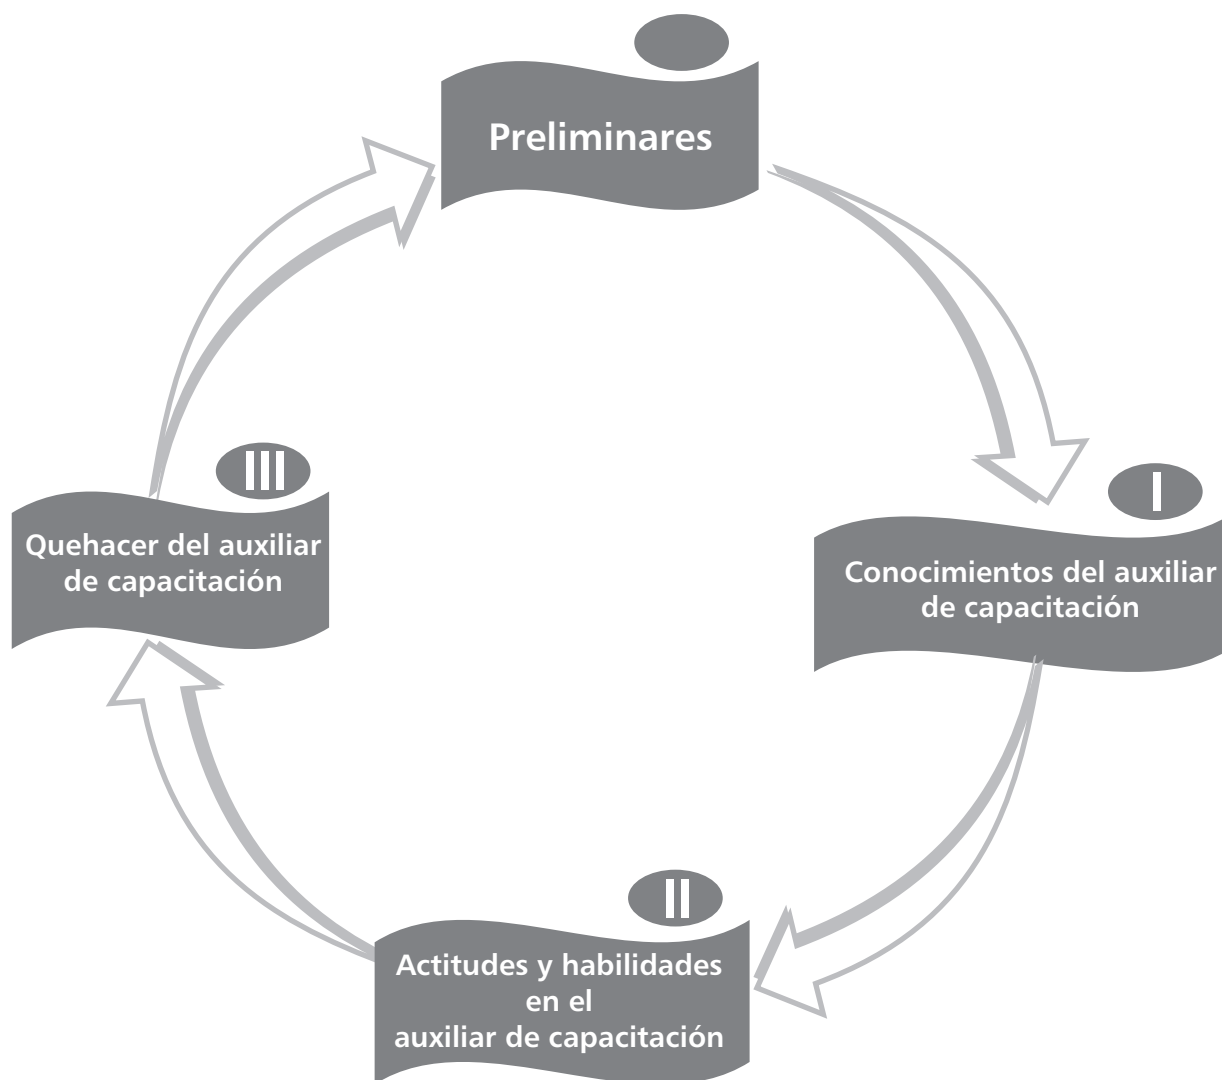 Preliminares
I
Conocimientos del auxiliar
de capacitación
II
Actitudes y habilidades
en el
auxiliar de capacitación
III
Quehacer del auxiliar
de capacitación